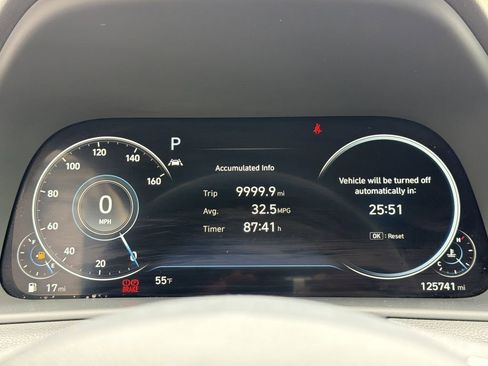 120
100
140
80
160
60
0
MPH
40
20
0
P
Accumulated Info
Trip 9999.9 mi
Avg. 32.5 MPG
Timer 87:41 h
Vehicle will be turned off
automatically in:
25:51
OK : Reset
F
E
H
C
17 mi
BRAKE
55°F
125741 mi